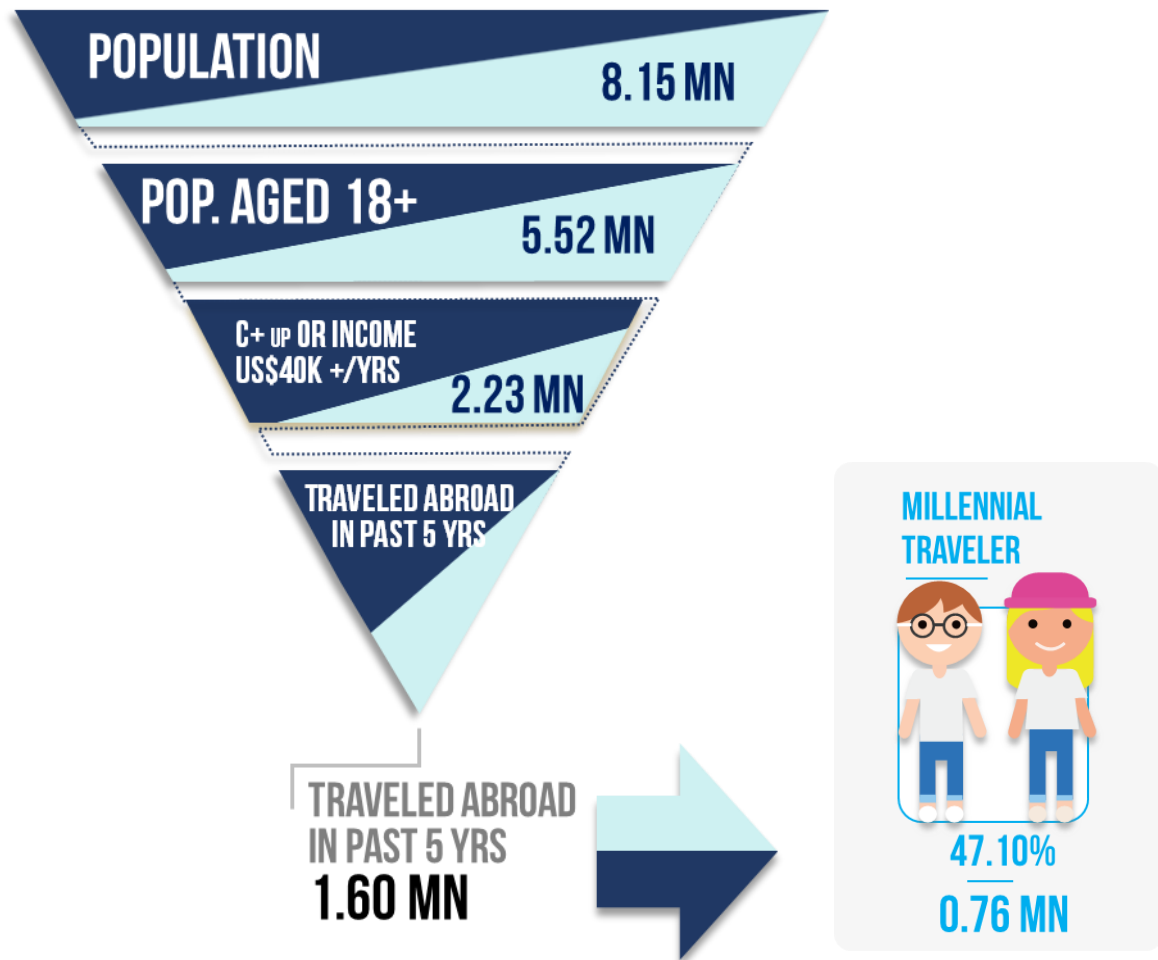 POPULATION
8.15 MN
POP. AGED 18+
5.52 MN
C+ UP OR INCOME
US$40K +/YRS
2.23 MN
TRAVELED ABROAD
IN PAST 5 YRS
TRAVELED ABROAD
IN PAST 5 YRS
1.60 MN
MILLENNIAL
TRAVELER
47.10%
0.76 MN